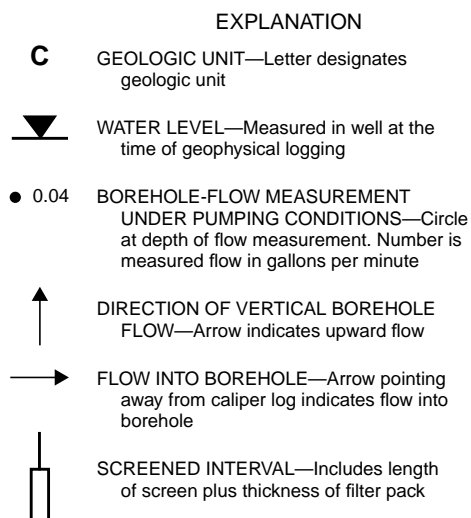 EXPLANATION
C GEOLOGIC UNIT—Letter designates
geologic unit
WATER LEVEL—Measured in well at the
time of geophysical logging
0.04 BOREHOLE-FLOW MEASUREMENT
UNDER PUMPING CONDITIONS—Circle
at depth of flow measurement. Number is
measured flow in gallons per minute
DIRECTION OF VERTICAL BOREHOLE
FLOW—Arrow indicates upward flow
FLOW INTO BOREHOLE—Arrow pointing
away from caliper log indicates flow into
borehole
SCREENED INTERVAL—Includes length
of screen plus thickness of filter pack